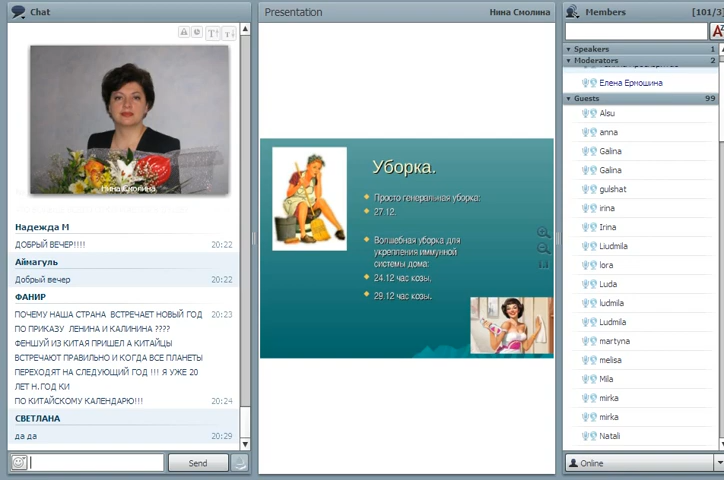 Chat
Нина Смолина
Надежда М
ДОБРЫЙ ВЕЧЕР!!!! 20:22
Аймагуль
Добрый вечер 20:22
ФАНИР
ПОЧЕМУ НАША СТРАНА ВСТРЕЧАЕТ НОВЫЙ ГОД 20:23
ПО ПРИКАЗУ ЛЕНИНА И КАЛИНИНА ????
ФЕНШУЙ ИЗ КИТАЯ ПРИШЕЛ А КИТАЙЦЫ
ВСТРЕЧАЮТ ПРАВИЛЬНО И КОГДА ВСЕ ПЛАНЕТЫ
ПЕРЕХОДЯТ НА СЛЕДУЮЩИЙ ГОД !!! Я УЖЕ 20
ЛЕТ Н.ГОД КИ
ПО КИТАЙСКОМУ КАЛЕНДАРЮ!!! 20:24
СВЕТЛАНА
да да 20:29
Send
Presentation Нина Смолина
Уборка.
Просто генеральная уборка:
27.12.
Волшебная уборка для
укрепления иммунной
системы дома:
24.12 час козы.
29.12 час козы.
1:1
Members [101/3
Speakers 1
Moderators 2
Елена Ермошина
Guests 99
Alsu
anna
Galina
Galina
gulshat
irina
Irina
Liudmila
lora
Luda
ludmila
Ludmila
martyna
melisa
Mila
mirka
mirka
Natali
Online